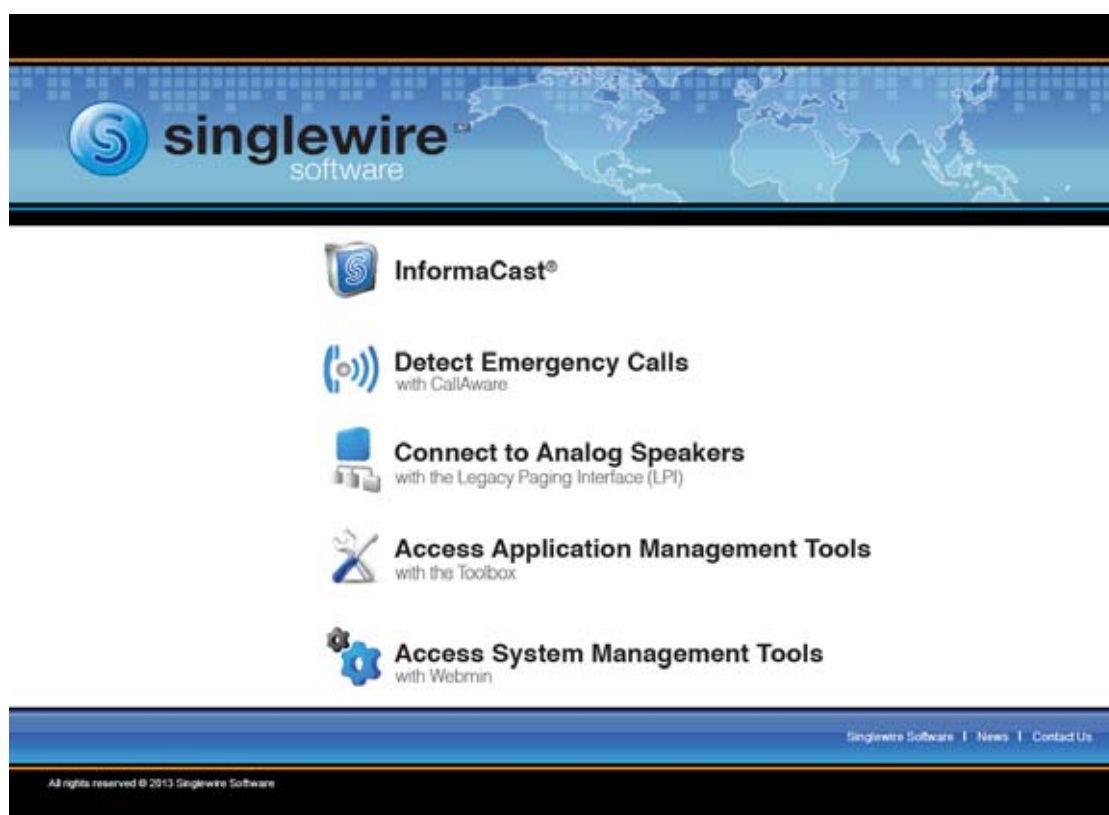 singlewire℠
software
InformaCast®
Detect Emergency Calls
with CallAware
Connect to Analog Speakers
with the Legacy Paging Interface (LPI)
Access Application Management Tools
with the Toolbox
Access System Management Tools
with Webmin
Singlewire Software | News | Contact Us
All rights reserved © 2013 Singlewire Software